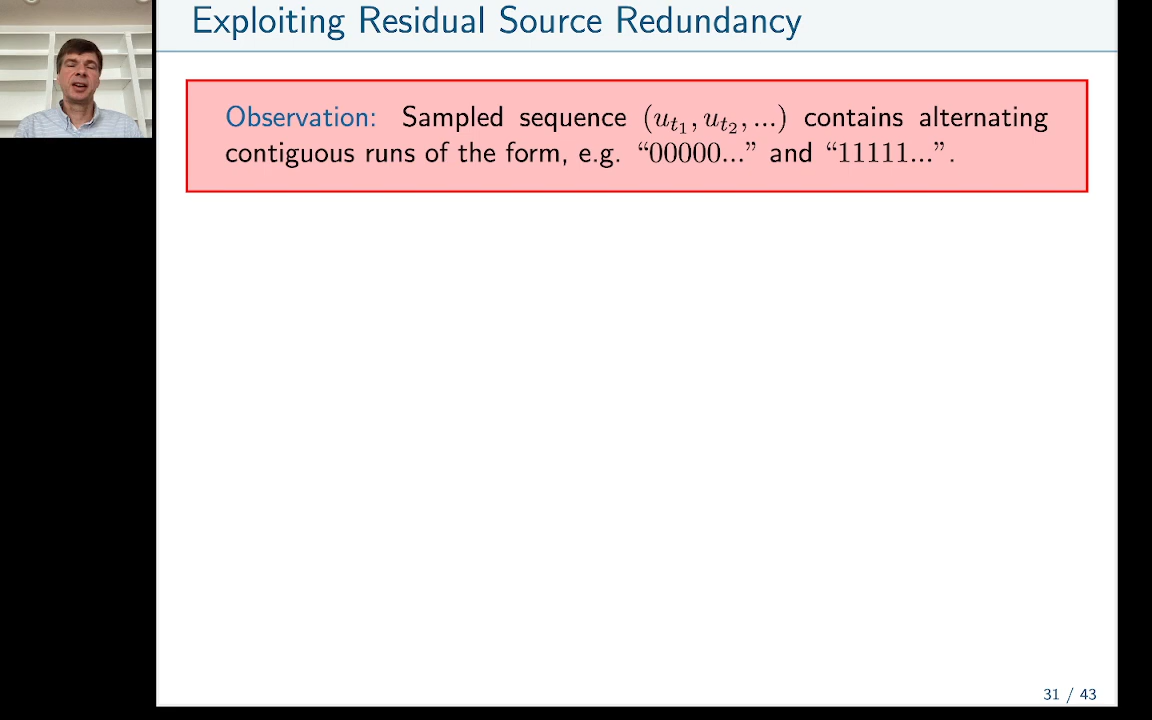 Exploiting Residual Source Redundancy
Observation: Sampled sequence (u_{t_1}, u_{t_2}, ...) contains alternating
contiguous runs of the form, e.g. “00000...” and “11111...”.
31 / 43